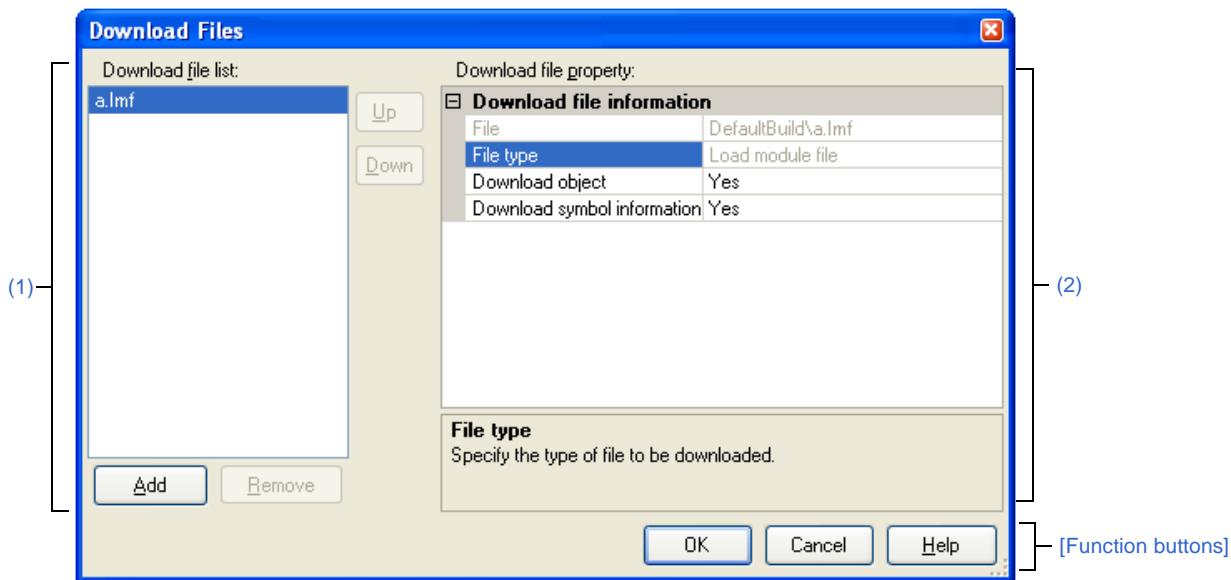 Download Files
Download file list:
a.lmf
Up
Down
Add
Remove
Download file property:
Download file information
File DefaultBuild\a.lmf
File type Load module file
Download object Yes
Download symbol information Yes
File type
Specify the type of file to be downloaded.
OK Cancel Help
(1)
(2)
[Function buttons]